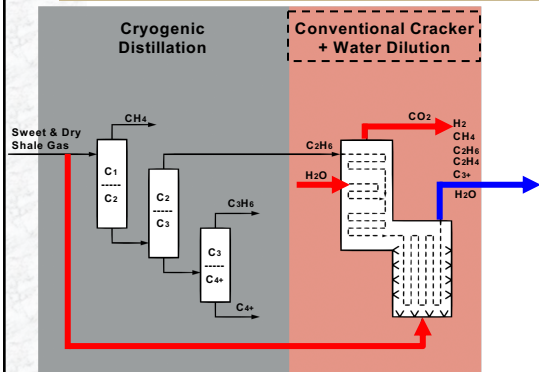 Cryogenic
Distillation
Conventional Cracker
+ Water Dilution
CH4
Sweet & Dry
Shale Gas
C1
-----
C2
C2
-----
C3
C3H6
C3
-----
C4+
C4+
C2H6
H2O
CO2
H2
CH4
C2H6
C2H4
C3+
H2O